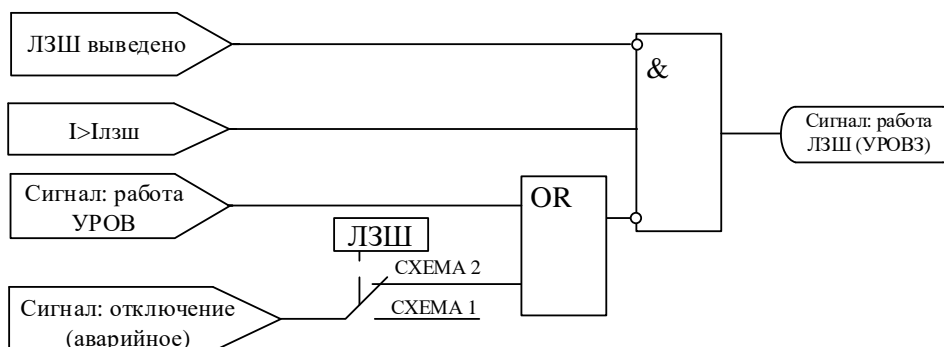 ЛЗШ выведено
&
I>Iлзш
Сигнал: работа
ЛЗШ (УРОВЗ)
Сигнал: работа
УРОВ
OR
ЛЗШ
СХЕМА 2
СХЕМА 1
Сигнал: отключение
(аварийное)